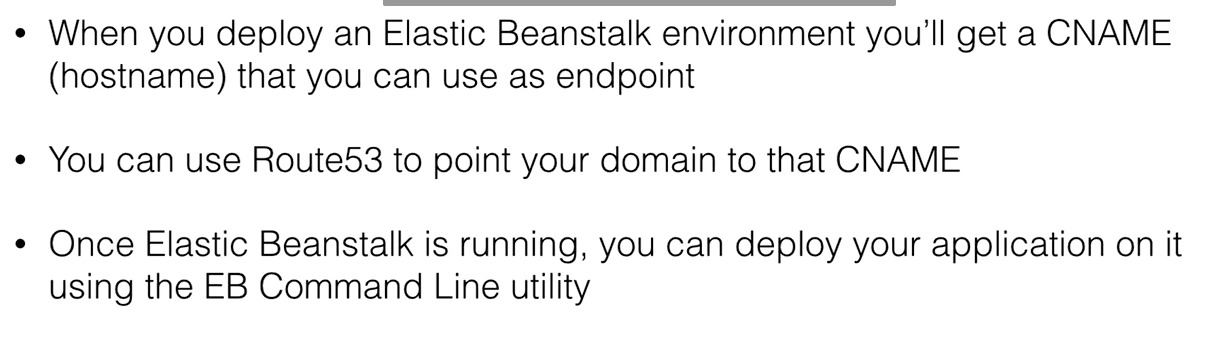 • When you deploy an Elastic Beanstalk environment you'll get a CNAME
(hostname) that you can use as endpoint
• You can use Route53 to point your domain to that CNAME
• Once Elastic Beanstalk is running, you can deploy your application on it
using the EB Command Line utility